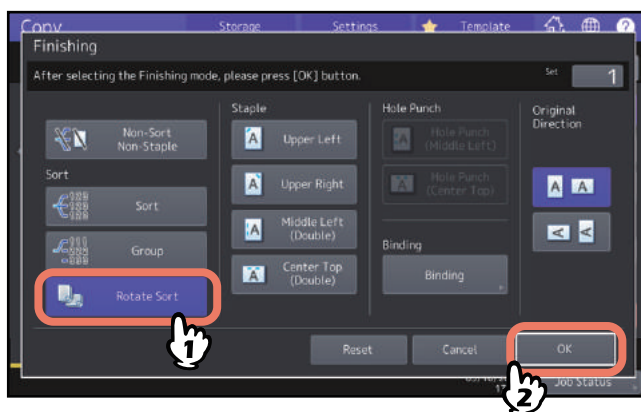 Copy Storage Settings Template
Finishing
After selecting the Finishing mode, please press [OK] button.
Set 1
Non-Sort
Non-Staple
Sort
Sort
Group
Rotate Sort
Staple
Upper Left
Upper Right
Middle Left
(Double)
Center Top
(Double)
Hole Punch
Hole Punch
(Middle Left)
Hole Punch
(Center Top)
Binding
Binding
Original
Direction
A A
A A
Reset Cancel OK
1
2
Job Status